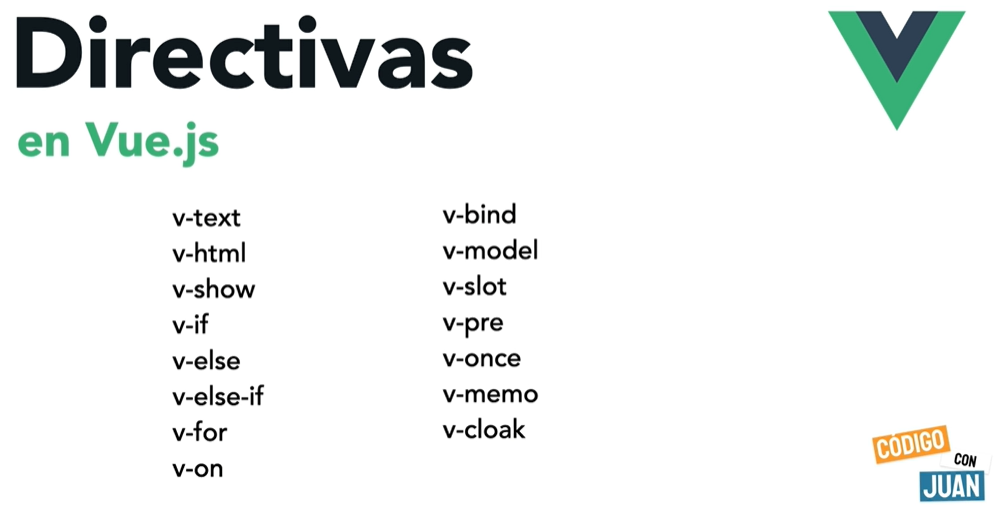 Directivas
en Vue.js
v-text
v-html
v-show
v-if
v-else
v-else-if
v-for
v-on
v-bind
v-model
v-slot
v-pre
v-once
v-memo
v-cloak
CÓDIGO
CON
JUAN